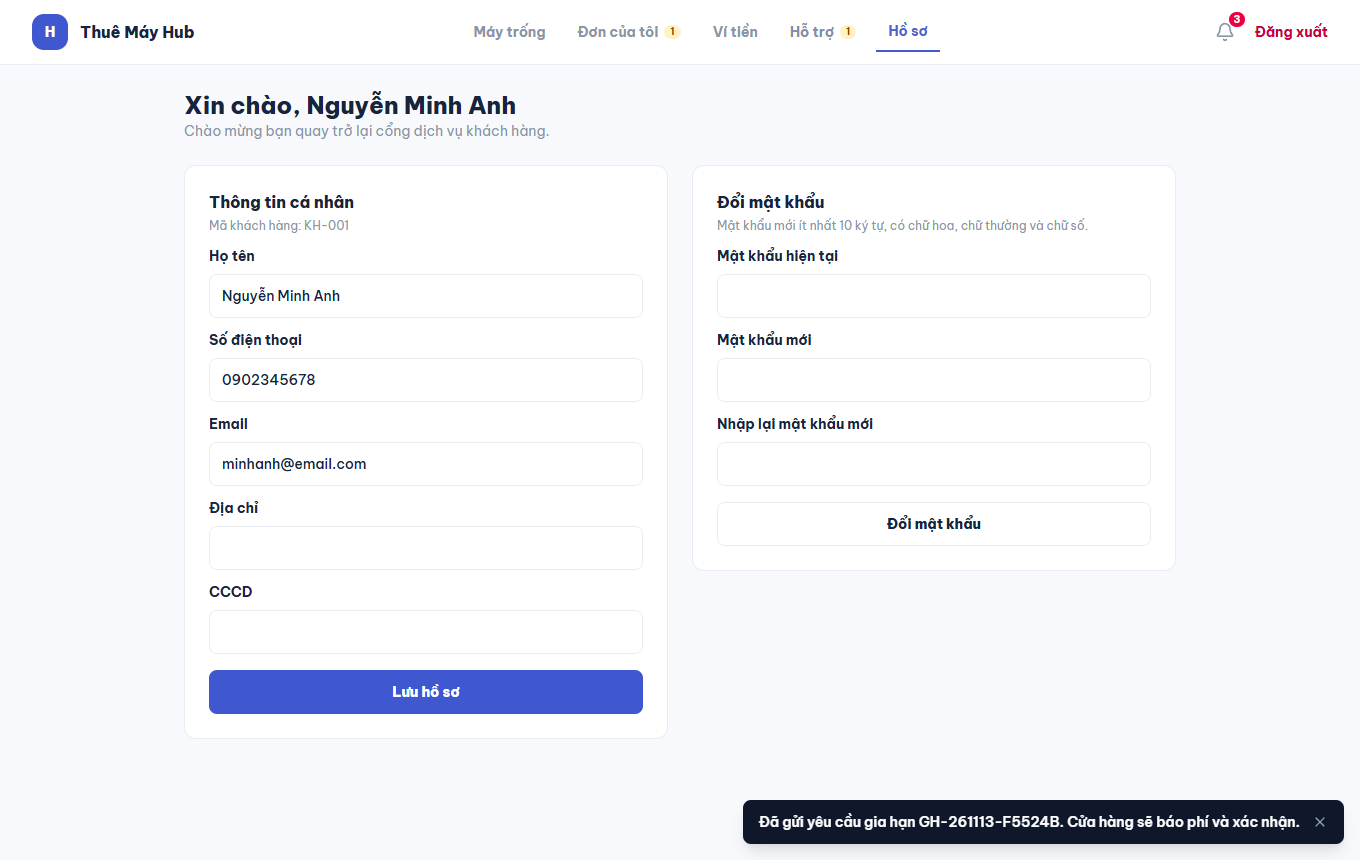 H
Thuê Máy Hub
Máy trống
Đơn của tôi 1
Ví tiền
Hỗ trợ 1
Hồ sơ
3
Đăng xuất
Xin chào, Nguyễn Minh Anh
Chào mừng bạn quay trở lại cổng dịch vụ khách hàng.
Thông tin cá nhân
Mã khách hàng: KH-001
Họ tên
Nguyễn Minh Anh
Số điện thoại
0902345678
Email
minhanh@email.com
Địa chỉ
CCCD
Lưu hồ sơ
Đổi mật khẩu
Mật khẩu mới ít nhất 10 ký tự, có chữ hoa, chữ thường và chữ số.
Mật khẩu hiện tại
Mật khẩu mới
Nhập lại mật khẩu mới
Đổi mật khẩu
Đã gửi yêu cầu gia hạn GH-261113-F5524B. Cửa hàng sẽ báo phí và xác nhận.